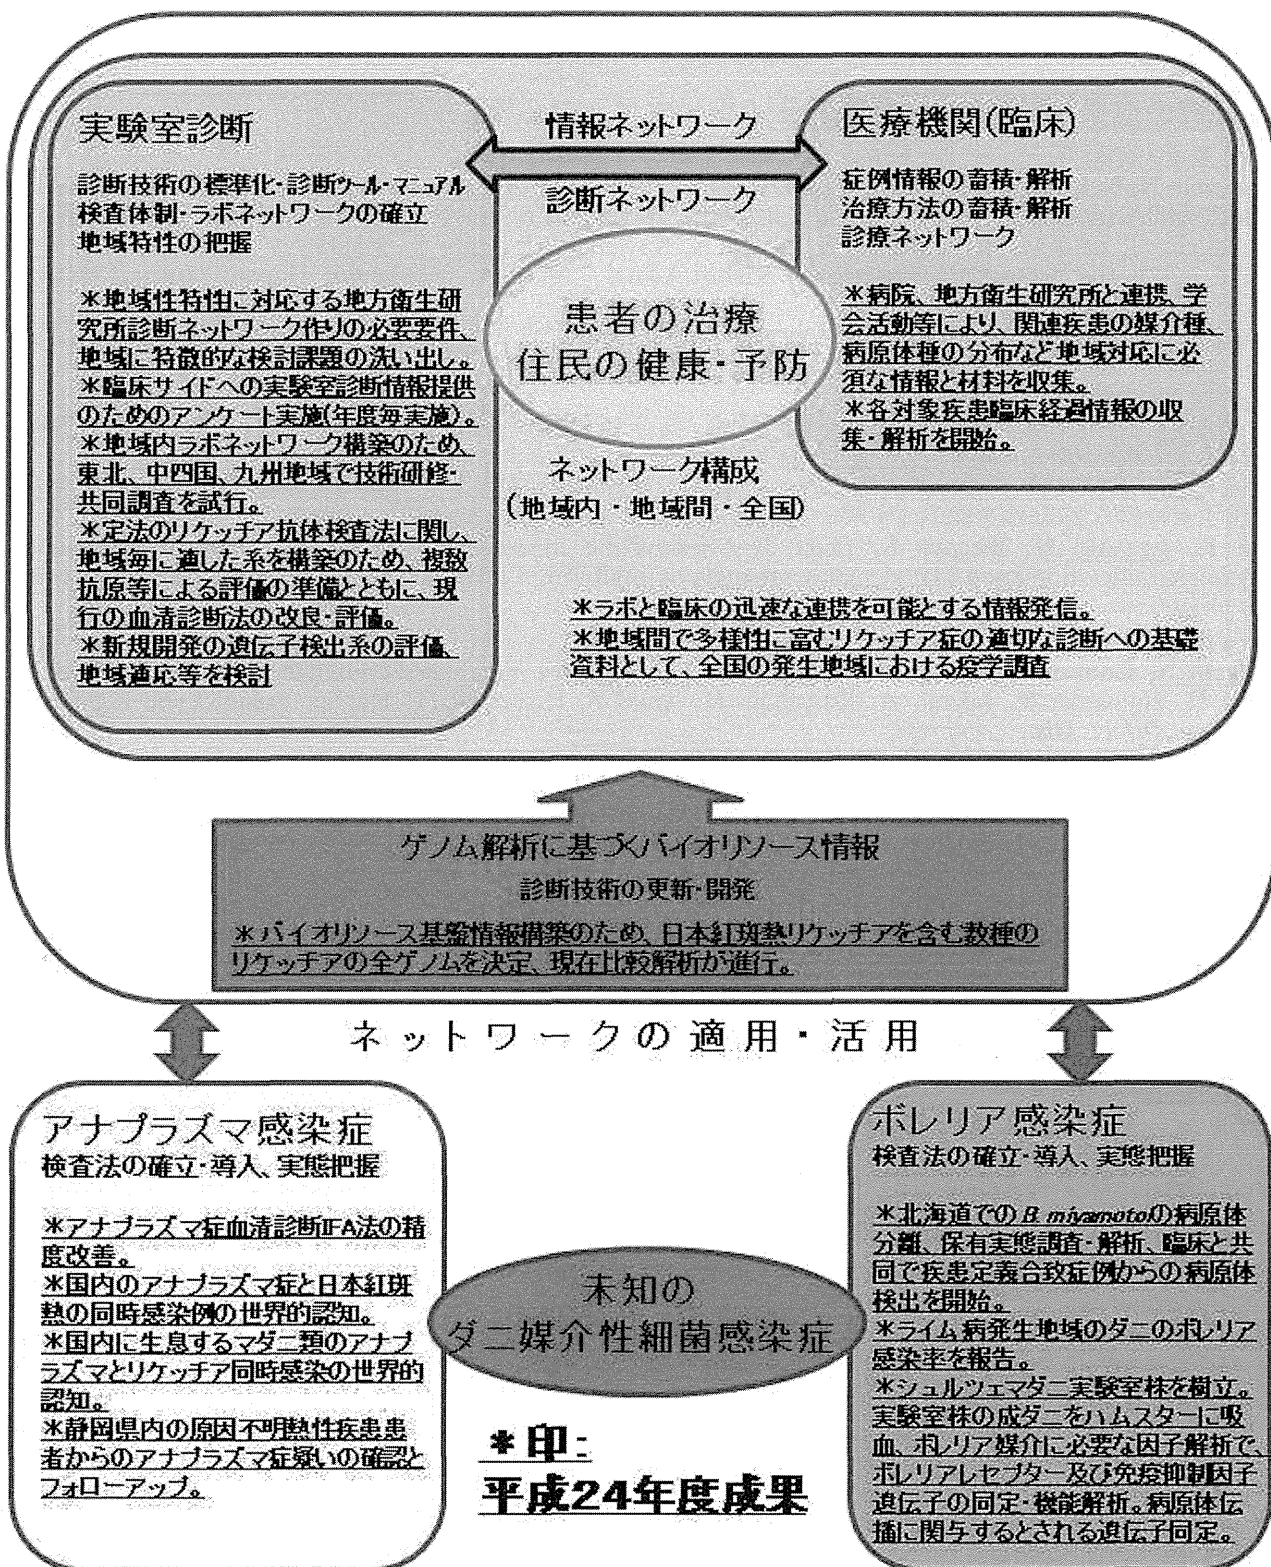 実験室診断
診断技術の標準化・診断ツール・マニュアル
検査体制・ラボネットワークの確立
地域特性の把握
*地域性特性に対応する地方衛生研
究所診断ネットワーク作りの必要要件、
地域に特徴的な検討課題の洗い出し。
*臨床サイドへの実験室診断情報提供
のためのアンケート実施(年度毎実施)。
*地域内ラボネットワーク構築のため、
東北、中四国、九州地域で技術研修・
共同調査を試行。
*定法のリケッチア抗体検査法に関し、
地域毎に適した系を構築のため、複数
抗原等による評価の準備とともに、現
行の血清診断法の改良・評価。
*新規開発の遺伝子検出系の評価、
地域適応等を検討
情報ネットワーク
診断ネットワーク
患者の治療
住民の健康・予防
ネットワーク構成
(地域内・地域間・全国)
医療機関(臨床)
症例情報の蓄積・解析
治療方法の蓄積・解析
診療ネットワーク
*病院、地方衛生研究所と連携、学
会活動等により、関連疾患の媒介種、
病原体種の分布など地域対応に必
須な情報と材料を収集。
*各対象疾患臨床経過情報の収
集・解析を開始。
*ラボと臨床の迅速な連携を可能とする情報発信。
*地域間で多様性に富むリケッチア症の適切な診断への基礎
資料として、全国の発生地域における疫学調査
ゲノム解析に基づくバイオリソース情報
診断技術の更新・開発
*バイオリソース基盤情報構築のため、日本紅斑熱リケッチアを含む数種の
リケッチアの全ゲノムを決定、現在比較解析が進行。
ネットワークの適用・活用
アナプラズマ感染症
検査法の確立・導入、実態把握
*アナプラズマ症血清診断IFA法の精
度改善。
*国内のアナプラズマ症と日本紅斑
熱の同時感染例の世界的認知。
*国内に生息するマダニ類のアナプ
ラズマとリケッチア同時感染の世界的
認知。
*静岡県内の原因不明熱性疾患患
者からのアナプラズマ症疑いの確認と
フォローアップ。
未知の
ダニ媒介性細菌感染症
*印:
平成24年度成果
ボレリア感染症
検査法の確立・導入、実態把握
*北海道でのB. miyamotoiの病原体
分離、保有実態調査・解析、臨床と共
同で疾患定義合致症例からの病原体
検出を開始。
*ライム病発生地域のダニのボレリア
感染率を報告。
*シュルツェマダニ実験室株を樹立。
実験室株の成ダニをハムスターに吸
血、ボレリア媒介に必要な因子解析で、
ボレリアレセプター及び免疫抑制因子
遺伝子の同定・機能解析。病原体伝
播に関与するとされる遺伝子同定。